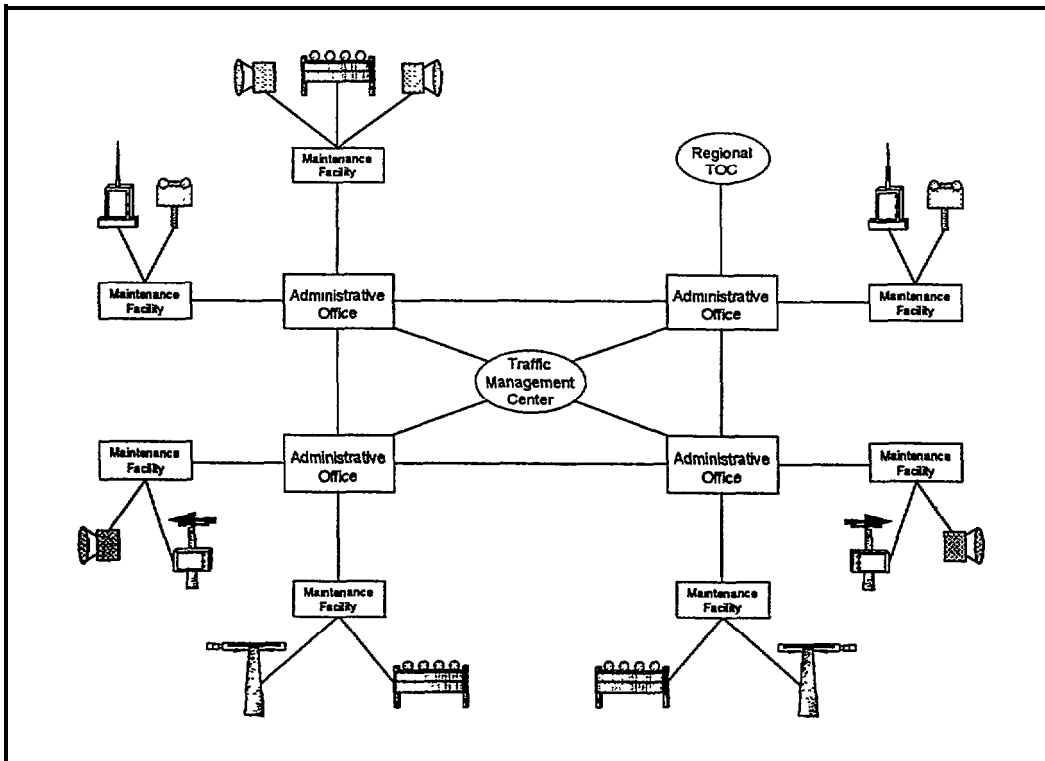 Maintenance
Facility
Regional
TOC
Maintenance
Facility
Administrative
Office
Administrative
Office
Maintenance
Facility
Traffic
Management
Center
Maintenance
Facility
Administrative
Office
Administrative
Office
Maintenance
Facility
Maintenance
Facility
Maintenance
Facility